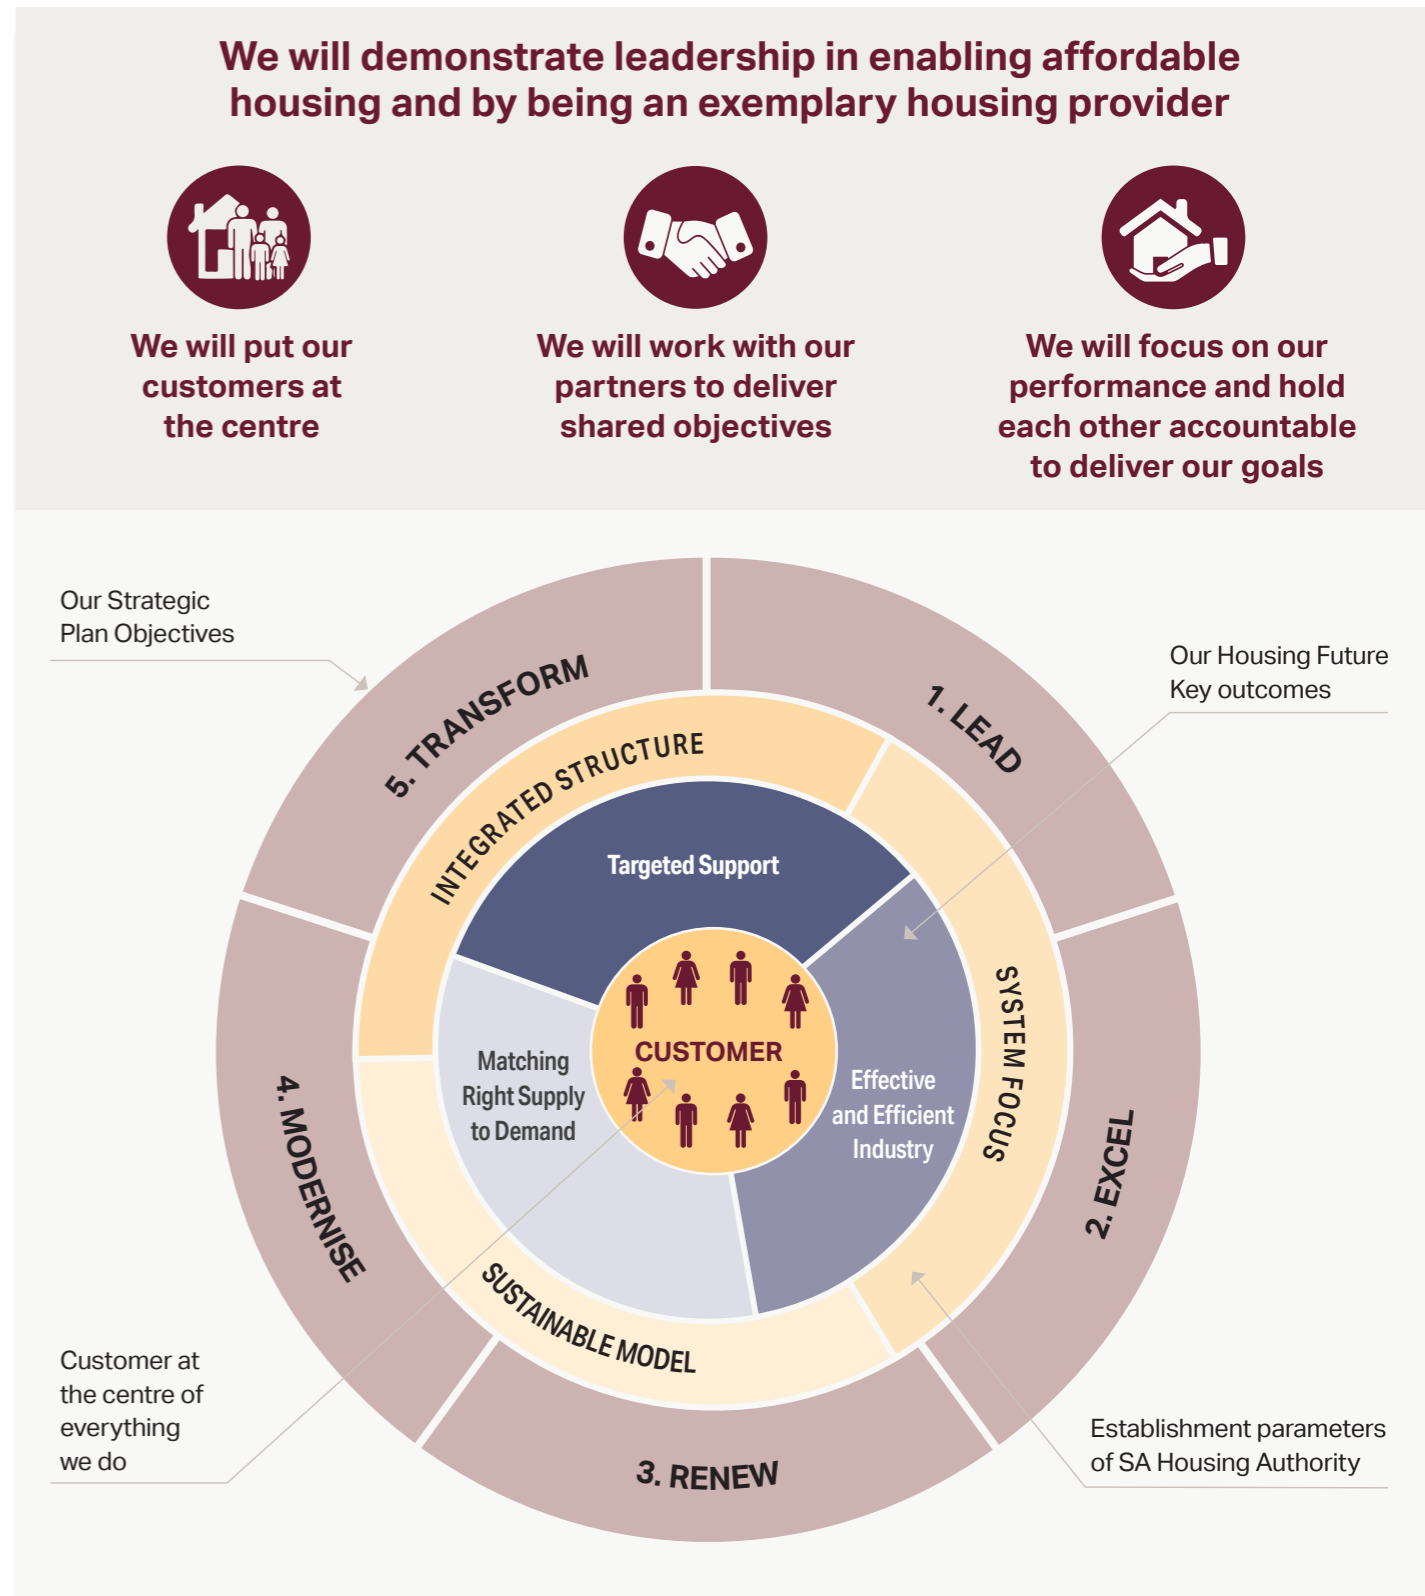 We will demonstrate leadership in enabling affordable
housing and by being an exemplary housing provider
We will put our
customers at
the centre
We will work with our
partners to deliver
shared objectives
We will focus on our
performance and hold
each other accountable
to deliver our goals
Our Strategic
Plan Objectives
Our Housing Future
Key outcomes
1. LEAD
2. EXCEL
3. RENEW
4. MODERNISE
5. TRANSFORM
INTEGRATED STRUCTURE
SYSTEM FOCUS
SUSTAINABLE MODEL
Targeted Support
Effective
and Efficient
Industry
Matching
Right Supply
to Demand
CUSTOMER
Customer at
the centre of
everything
we do
Establishment parameters
of SA Housing Authority